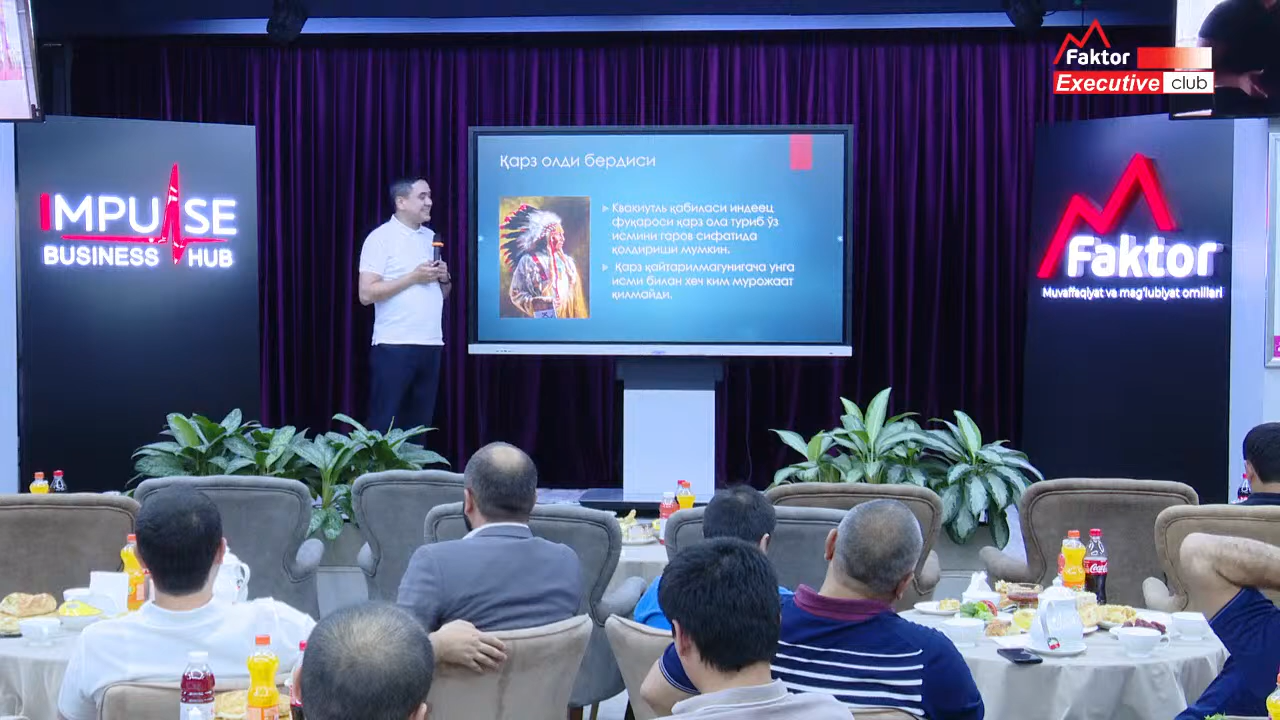 Faktor
Executive club
IMPULSE
BUSINESS HUB
Қарз олди бердиси
Квакиутль қабиласи индеец
фуқароси қарз ола туриб ўз
исмини гаров сифатида
қолдириши мумкин.
Қарз қайтарилмагунигача унга
исми билан хеч ким мурожаат
қилмайди.
Faktor
Muvaffaqiyat va mag'lubiyat omillari